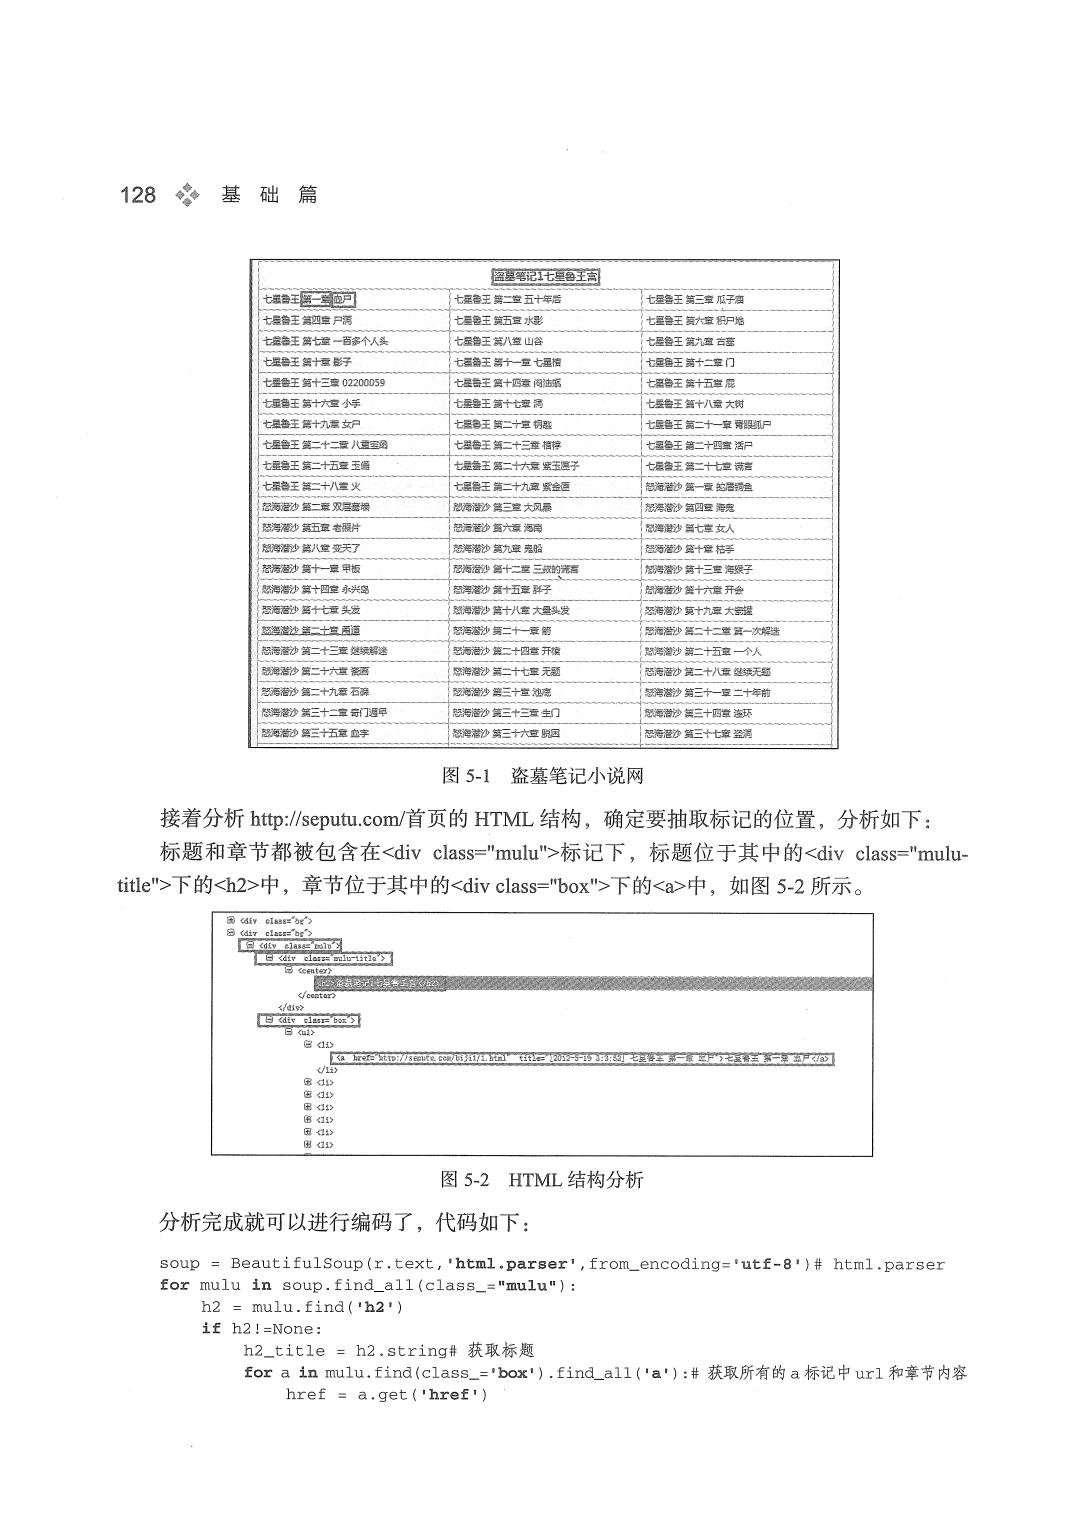 128 基 础 篇
盗墓笔记1七星鲁王宫
七星鲁王 第一章 血尸 七星鲁王 第二章 五十年后 七星鲁王 第三章 瓜子庙
七星鲁王 第四章 尸洞 七星鲁王 第五章 水影 七星鲁王 第六章 积尸地
七星鲁王 第七章 一百多个人头 七星鲁王 第八章 山谷 七星鲁王 第九章 古墓
七星鲁王 第十章 影子 七星鲁王 第十一章 七星棺 七星鲁王 第十二章 门
七星鲁王 第十三章 02200059 七星鲁王 第十四章 闷油瓶 七星鲁王 第十五章 屁
七星鲁王 第十六章 小手 七星鲁王 第十七章 洞 七星鲁王 第十八章 大树
七星鲁王 第十九章 女尸 七星鲁王 第二十章 钥匙 七星鲁王 第二十一章 青眼狐尸
七星鲁王 第二十二章 八重宝函 七星鲁王 第二十三章 棺椁 七星鲁王 第二十四章 活尸
七星鲁王 第二十五章 玉俑 七星鲁王 第二十六章 紫玉匣子 七星鲁王 第二十七章 谎言
七星鲁王 第二十八章 火 七星鲁王 第二十九章 紫金匣 怒海潜沙 第一章 蛇眉铜鱼
怒海潜沙 第二章 双层墓墙 怒海潜沙 第三章 大风暴 怒海潜沙 第四章 海鬼
怒海潜沙 第五章 老照片 怒海潜沙 第六章 海南 怒海潜沙 第七章 女人
怒海潜沙 第八章 变天了 怒海潜沙 第九章 鬼船 怒海潜沙 第十章 枯手
怒海潜沙 第十一章 甲板 怒海潜沙 第十二章 三叔的谎言 怒海潜沙 第十三章 海猴子
怒海潜沙 第十四章 永兴岛 怒海潜沙 第十五章 胖子 怒海潜沙 第十六章 开会
怒海潜沙 第十七章 头发 怒海潜沙 第十八章 大量头发 怒海潜沙 第十九章 大瓷罐
怒海潜沙 第二十章 甬道 怒海潜沙 第二十一章 箭 怒海潜沙 第二十二章 第一次解谜
怒海潜沙 第二十三章 继续解谜 怒海潜沙 第二十四章 开棺 怒海潜沙 第二十五章 一个人
怒海潜沙 第二十六章 瓷画 怒海潜沙 第二十七章 无题 怒海潜沙 第二十八章 继续无题
怒海潜沙 第二十九章 石碑 怒海潜沙 第三十章 池底 怒海潜沙 第三十一章 二十年前
怒海潜沙 第三十二章 奇门遁甲 怒海潜沙 第三十三章 生门 怒海潜沙 第三十四章 连环
怒海潜沙 第三十五章 血字 怒海潜沙 第三十六章 脱困 怒海潜沙 第三十七章 盗洞
图 5-1 盗墓笔记小说网
接着分析 http://seputu.com/首页的 HTML 结构，确定要抽取标记的位置，分析如下：
标题和章节都被包含在<div class="mulu">标记下，标题位于其中的<div class="mulu-
title">下的<h2>中，章节位于其中的<div class="box">下的<a>中，如图 5-2 所示。
<div class="bg">
<div class="bg">
<div class="mulu">
<div class="mulu-title">
<center>
<h2>盗墓笔记1七星鲁王宫</h2>
</center>
</div>
<div class="box">
<ul>
<li>
<a href="http://seputu.com/biji1/1.html" title="[2012-5-19 3:3:52] 七星鲁王 第一章 血尸">七星鲁王 第一章 血尸</a>
</li>
<li>
<li>
<li>
<li>
<li>
<li>
图 5-2 HTML 结构分析
分析完成就可以进行编码了，代码如下：
soup = BeautifulSoup(r.text,'html.parser',from_encoding='utf-8')# html.parser
for mulu in soup.find_all(class_="mulu"):
h2 = mulu.find('h2')
if h2!=None:
h2_title = h2.string# 获取标题
for a in mulu.find(class_='box').find_all('a'):# 获取所有的 a 标记中 url 和章节内容
href = a.get('href')